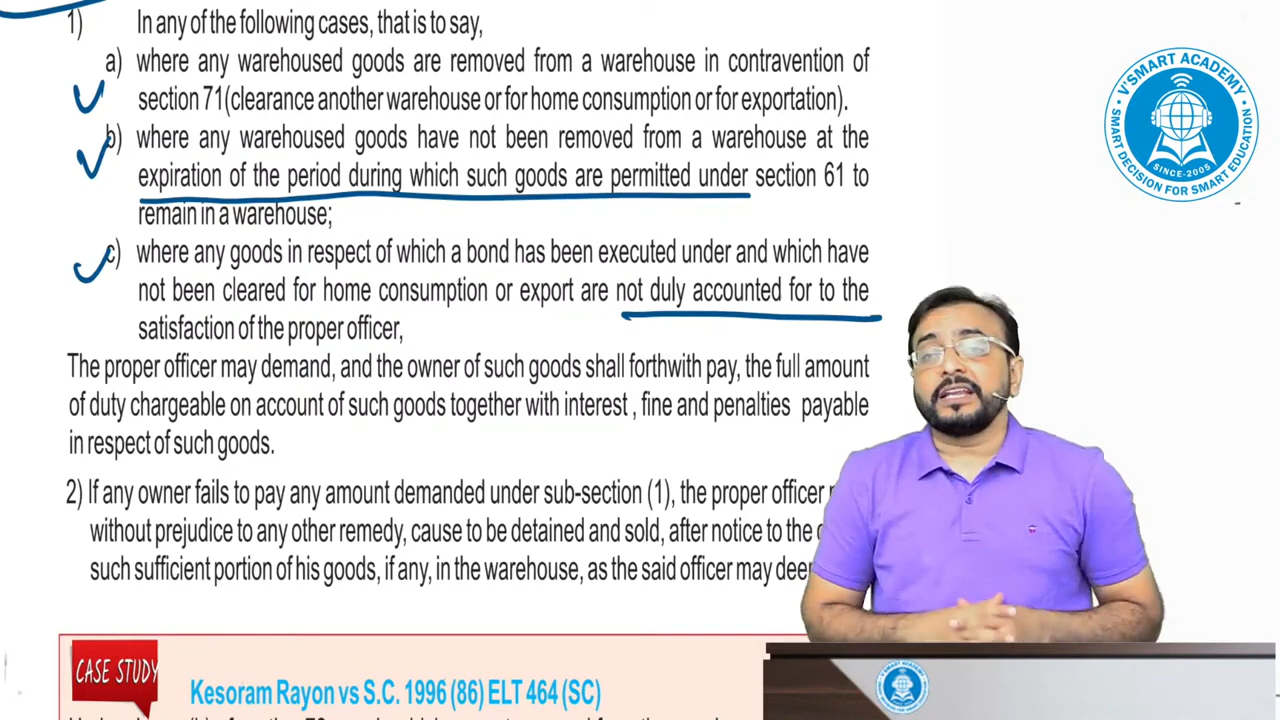 1) In any of the following cases, that is to say,
a) where any warehoused goods are removed from a warehouse in contravention of
section 71(clearance another warehouse or for home consumption or for exportation).
b) where any warehoused goods have not been removed from a warehouse at the
expiration of the period during which such goods are permitted under section 61 to
remain in a warehouse;
c) where any goods in respect of which a bond has been executed under and which have
not been cleared for home consumption or export are not duly accounted for to the
satisfaction of the proper officer,
The proper officer may demand, and the owner of such goods shall forthwith pay, the full amount
of duty chargeable on account of such goods together with interest , fine and penalties payable
in respect of such goods.
2) If any owner fails to pay any amount demanded under sub-section (1), the proper officer
without prejudice to any other remedy, cause to be detained and sold, after notice to the
such sufficient portion of his goods, if any, in the warehouse, as the said officer may
CASE STUDY
Kesoram Rayon vs S.C. 1996 (86) ELT 464 (SC)
V'SMART ACADEMY
SINCE-2005
SMART DECISION FOR SMART EDUCATION